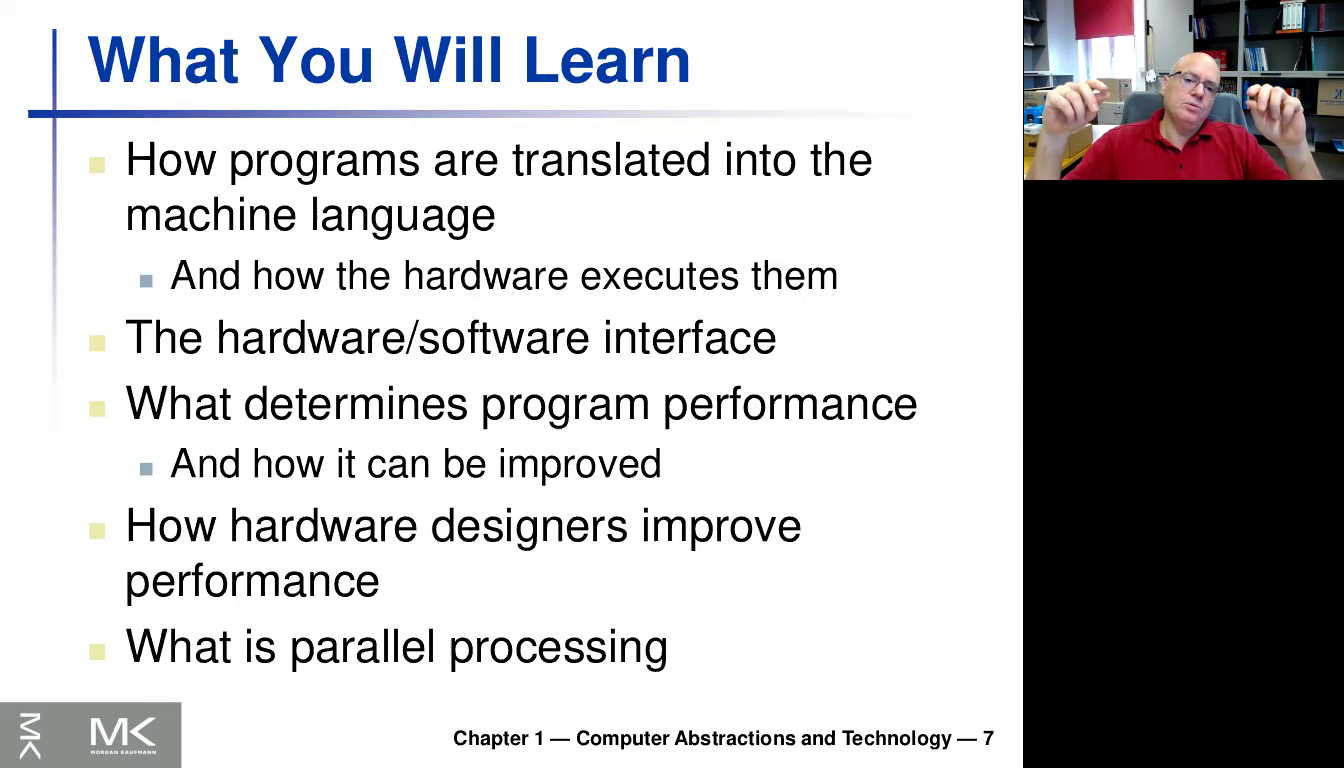 What You Will Learn
How programs are translated into the
machine language
And how the hardware executes them
The hardware/software interface
What determines program performance
And how it can be improved
How hardware designers improve
performance
What is parallel processing
MK
MK
MORGAN KAUFMANN
Chapter 1 — Computer Abstractions and Technology — 7